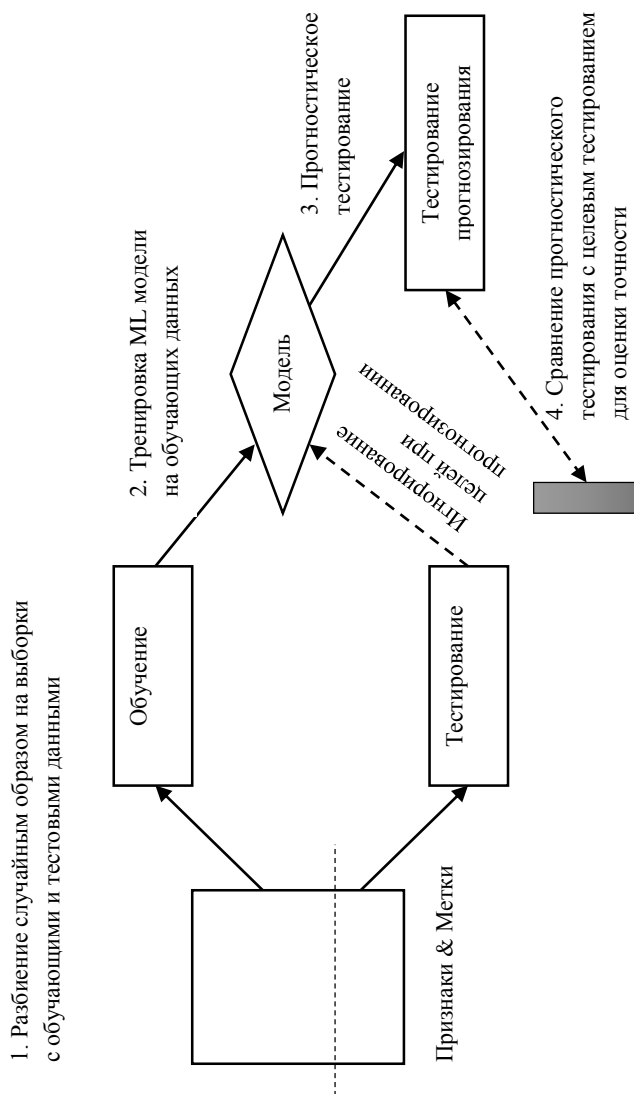 1. Разбиение случайным образом на выборки
с обучающими и тестовыми данными
Признаки & Метки
Обучение
Тестирование
2. Тренировка ML модели
на обучающих данных
Модель
Игнорирование
целей при
прогнозировании
3. Прогностическое
тестирование
Тестирование
прогнозирования
4. Сравнение прогностического
тестирования с целевым тестированием
для оценки точности